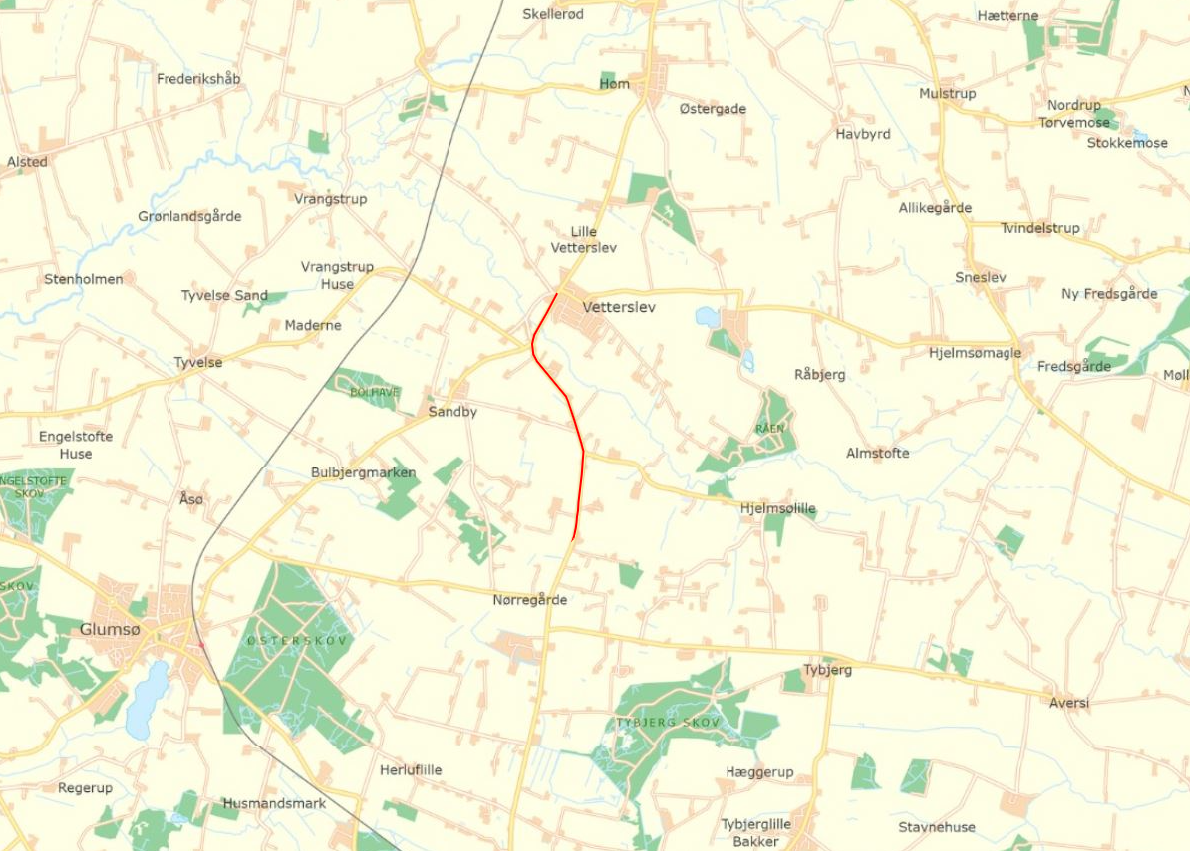 Skellerød
Hætterne
Frederikshåb
Høm
Østergade
Mulstrup
Nordrup
Tørvemose
Stokkemose
Havbyrd
Alsted
Vrangstrup
Grønlandsgårde
Allikegårde
Tvindelstrup
Lille
Vetterslev
Vrangstrup
Huse
Stenholmen
Tyvelse Sand
Sneslev
Ny Fredsgårde
Vetterslev
Maderne
Tyvelse
Hjelmsømagle
Fredsgårde
Møll
Råbjerg
BOLHAVE
Sandby
RÅEN
Engelstofte
Huse
Almstofte
Bulbjergmarken
NGELSTOFTE
SKOV
Åsø
Hjelmsølille
SKOV
Nørregårde
Glumsø
ØSTERSKOV
Tybjerg
Aversi
TYBJERG SKOV
Herluflille
Hæggerup
Regerup
Husmandsmark
Tybjerglille
Bakker
Stavnehuse